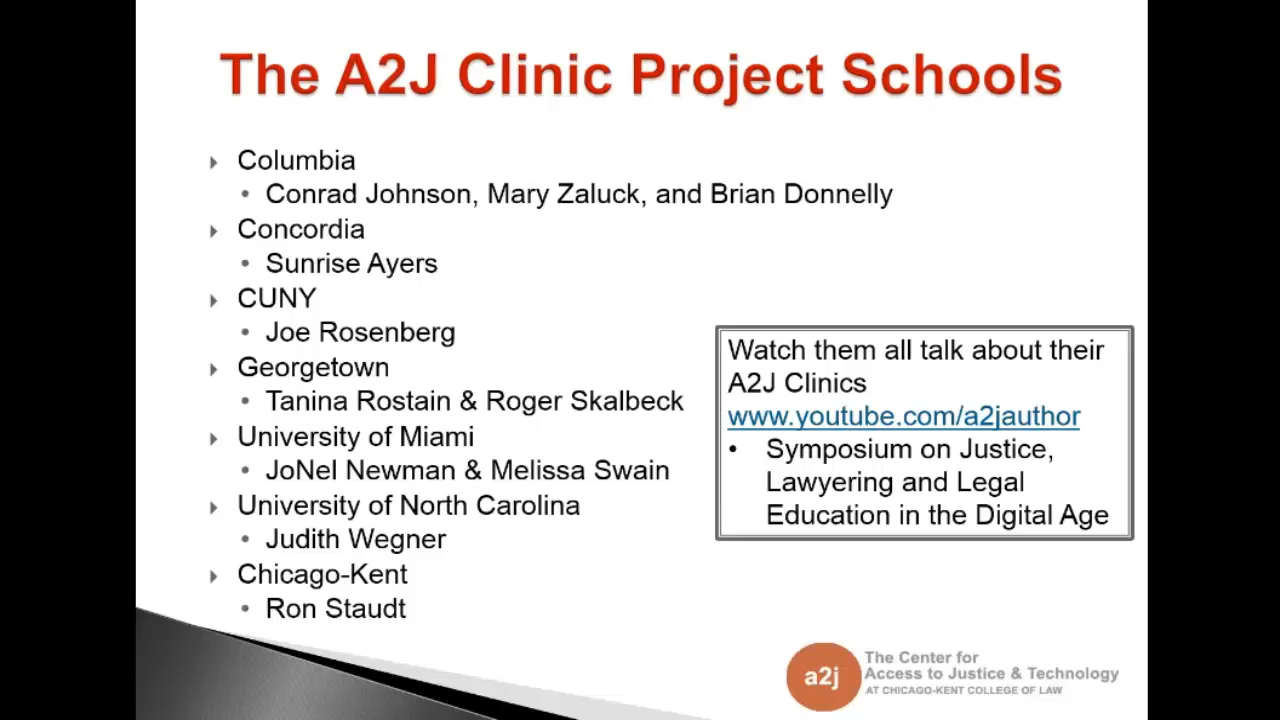 The A2J Clinic Project Schools
Columbia
Conrad Johnson, Mary Zaluck, and Brian Donnelly
Concordia
Sunrise Ayers
CUNY
Joe Rosenberg
Georgetown
Tanina Rostain & Roger Skalbeck
University of Miami
JoNel Newman & Melissa Swain
University of North Carolina
Judith Wegner
Chicago-Kent
Ron Staudt
Watch them all talk about their
A2J Clinics
www.youtube.com/a2jauthor
• Symposium on Justice,
Lawyering and Legal
Education in the Digital Age
a2j
The Center for
Access to Justice & Technology
AT CHICAGO-KENT COLLEGE OF LAW